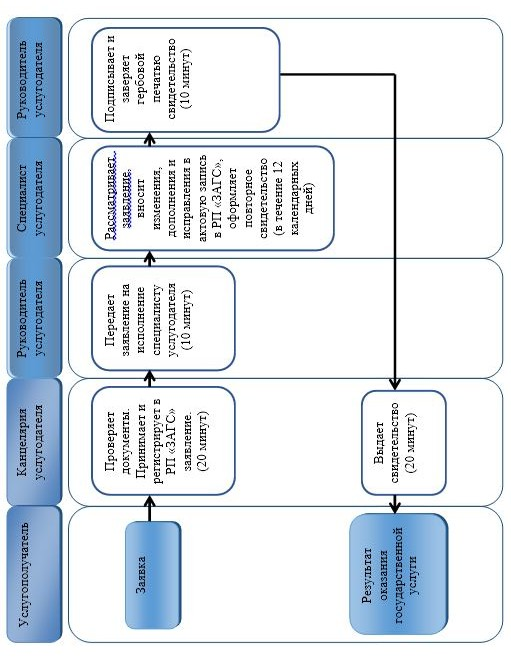 Услугополучатель
Канцелярия
услугодателя
Руководитель
услугодателя
Специалист
услугодателя
Руководитель
услугодателя
Заявка
Проверяет
документы.
Принимает и
регистрирует в
РП «ЗАГС»
заявление.
(20 минут)
Передает
заявление на
исполнение
специалисту
услугодателя
(10 минут)
Рассматривает
заявление,
вносит
изменения,
дополнения и
исправления в
актовую запись
в РП «ЗАГС»,
оформляет
повторное
свидетельство
(в течение 12
календарных
дней)
Подписывает и
заверяет
гербовой
печатью
свидетельство
(10 минут)
Результат
оказания
государственной
услуги
Выдает
свидетельство
(20 минут)